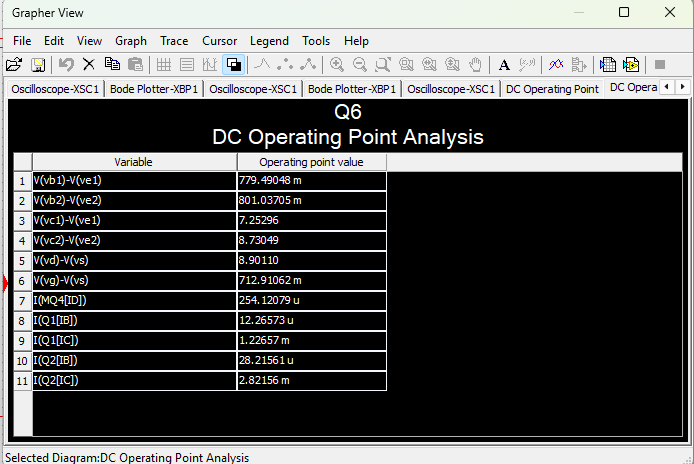 Grapher View
File Edit View Graph Trace Cursor Legend Tools Help
Oscilloscope-XSC1 Bode Plotter-XBP1 Oscilloscope-XSC1 Bode Plotter-XBP1 Oscilloscope-XSC1 DC Operating Point DC Opera
Q6
DC Operating Point Analysis
Variable Operating point value
1 V(vb1)-V(ve1) 779.49048 m
2 V(vb2)-V(ve2) 801.03705 m
3 V(vc1)-V(ve1) 7.25296
4 V(vc2)-V(ve2) 8.73049
5 V(vd)-V(vs) 8.90110
6 V(vg)-V(vs) 712.91062 m
7 I(MQ4[ID]) 254.12079 u
8 I(Q1[IB]) 12.26573 u
9 I(Q1[IC]) 1.22657 m
10 I(Q2[IB]) 28.21561 u
11 I(Q2[IC]) 2.82156 m
Selected Diagram:DC Operating Point Analysis